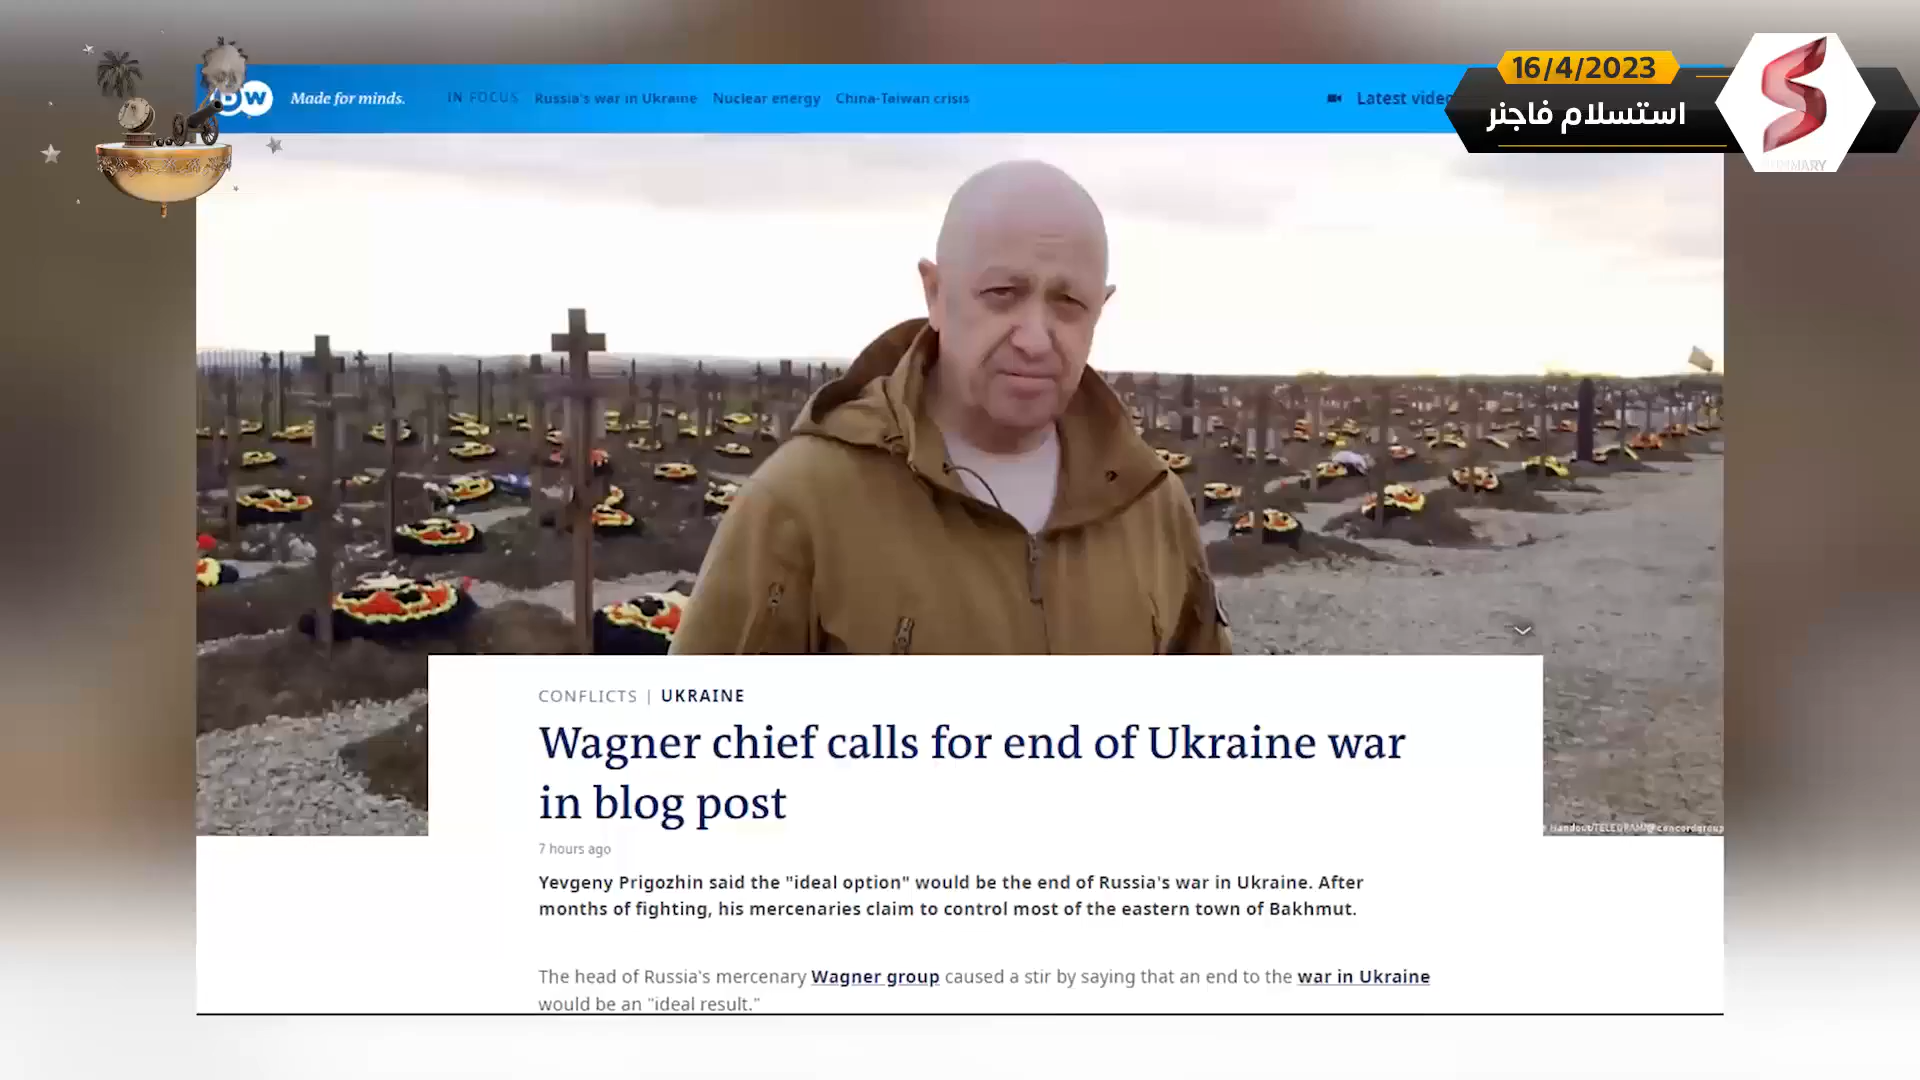 16/4/2023
استسلام فاجنر
DW Made for minds. IN FOCUS Russia's war in Ukraine Nuclear energy China-Taiwan crisis
Handout/TELEGRAM/@concordgroup
CONFLICTS | UKRAINE
Wagner chief calls for end of Ukraine war
in blog post
7 hours ago
Yevgeny Prigozhin said the "ideal option" would be the end of Russia's war in Ukraine. After
months of fighting, his mercenaries claim to control most of the eastern town of Bakhmut.
The head of Russia's mercenary Wagner group caused a stir by saying that an end to the war in Ukraine
would be an "ideal result."